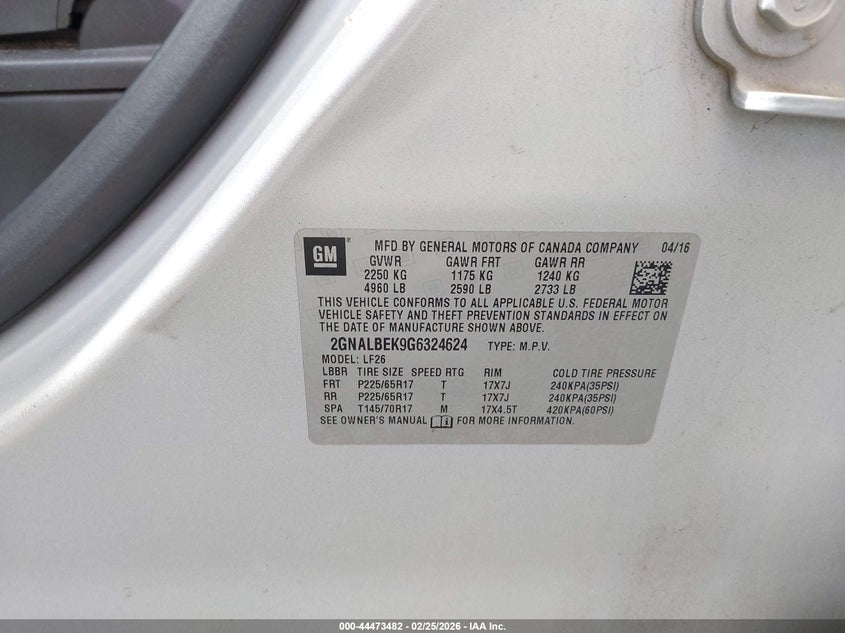 GM
MFD BY GENERAL MOTORS OF CANADA COMPANY 04/16
GVWR GAWR FRT GAWR RR
2250 KG 1175 KG 1240 KG
4960 LB 2590 LB 2733 LB
THIS VEHICLE CONFORMS TO ALL APPLICABLE U.S. FEDERAL MOTOR
VEHICLE SAFETY AND THEFT PREVENTION STANDARDS IN EFFECT ON
THE DATE OF MANUFACTURE SHOWN ABOVE.
2GNALBEK9G6324624 TYPE: M.P.V.
MODEL: LF26
LBBR TIRE SIZE SPEED RTG RIM COLD TIRE PRESSURE
FRT P225/65R17 T 17X7J 240KPA(35PSI)
RR P225/65R17 T 17X7J 240KPA(35PSI)
SPA T145/70R17 M 17X4.5T 420KPA(60PSI)
SEE OWNER'S MANUAL FOR MORE INFORMATION.
000-44473482 - 02/25/2026 - IAA Inc.